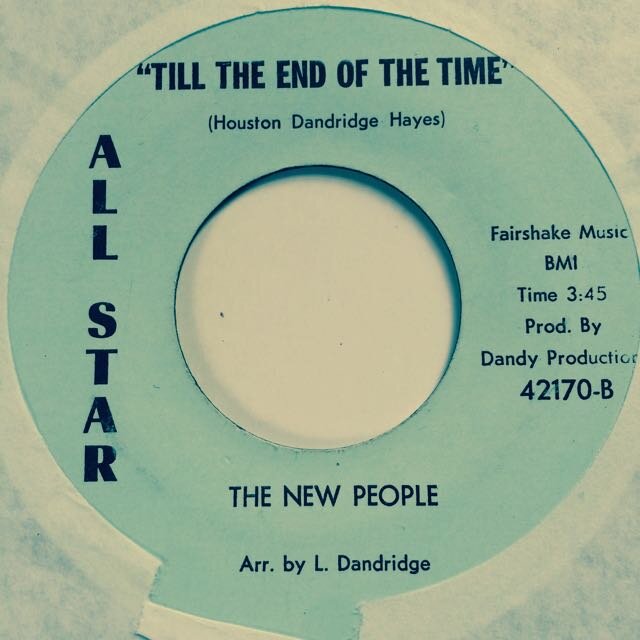 "TILL THE END OF THE TIME"
(Houston Dandridge Hayes)
ALL STAR
Fairshake Music
BMI
Time 3:45
Prod. By
Dandy Production
42170-B
THE NEW PEOPLE
Arr. by L. Dandridge